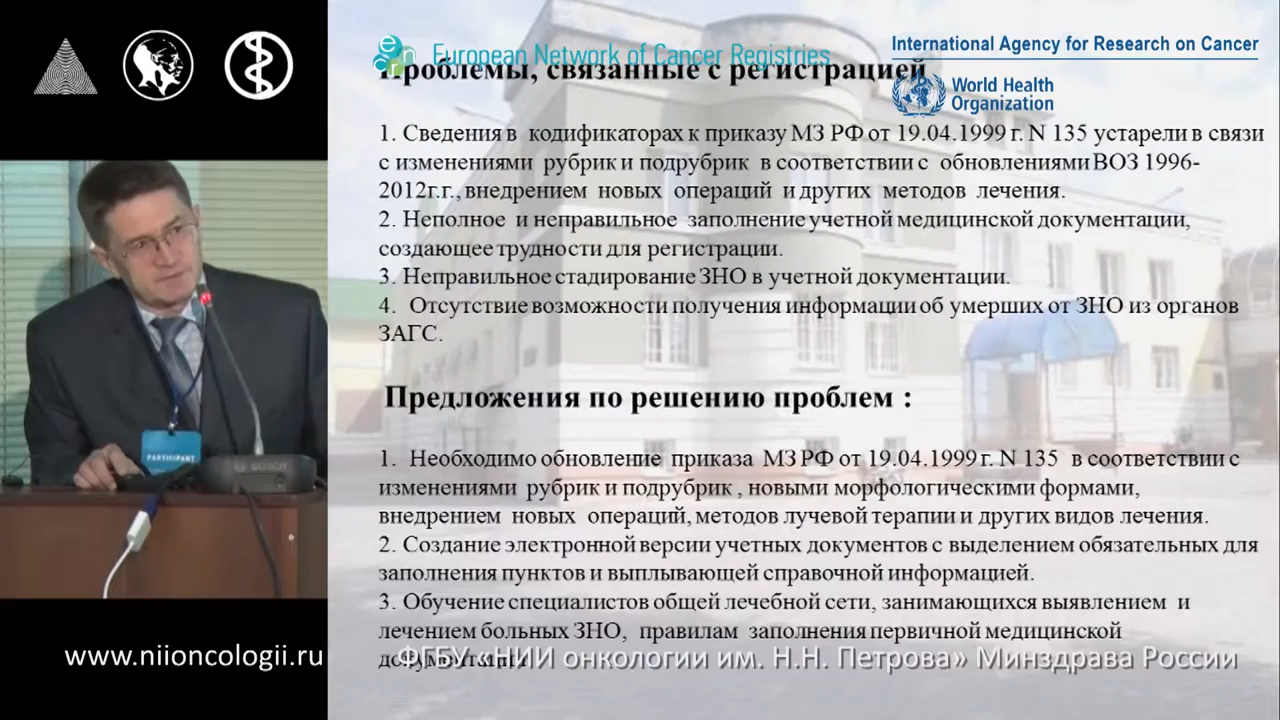 European Network of Cancer Registries
International Agency for Research on Cancer
World Health
Organization
Проблемы, связанные с регистрацией
1. Сведения в кодификаторах к приказу МЗ РФ от 19.04.1999 г. N 135 устарели в связи
с изменениями рубрик и подрубрик в соответствии с обновлениями ВОЗ 1996-
2012г.г., внедрением новых операций и других методов лечения.
2. Неполное и неправильное заполнение учетной медицинской документации,
создающее трудности для регистрации.
3. Неправильное стадирование ЗНО в учетной документации.
4. Отсутствие возможности получения информации об умерших от ЗНО из органов
ЗАГС.
Предложения по решению проблем :
1. Необходимо обновление приказа МЗ РФ от 19.04.1999 г. N 135 в соответствии с
изменениями рубрик и подрубрик , новыми морфологическими формами,
внедрением новых операций, методов лучевой терапии и других видов лечения.
2. Создание электронной версии учетных документов с выделением обязательных для
заполнения пунктов и выплывающей справочной информацией.
3. Обучение специалистов общей лечебной сети, занимающихся выявлением и
лечением больных ЗНО, правилам заполнения первичной медицинской
PARTICIPANT
BOSCH
www.niioncologii.ru
ФГБУ «НИИ онкологии им. Н.Н. Петрова» Минздрава России